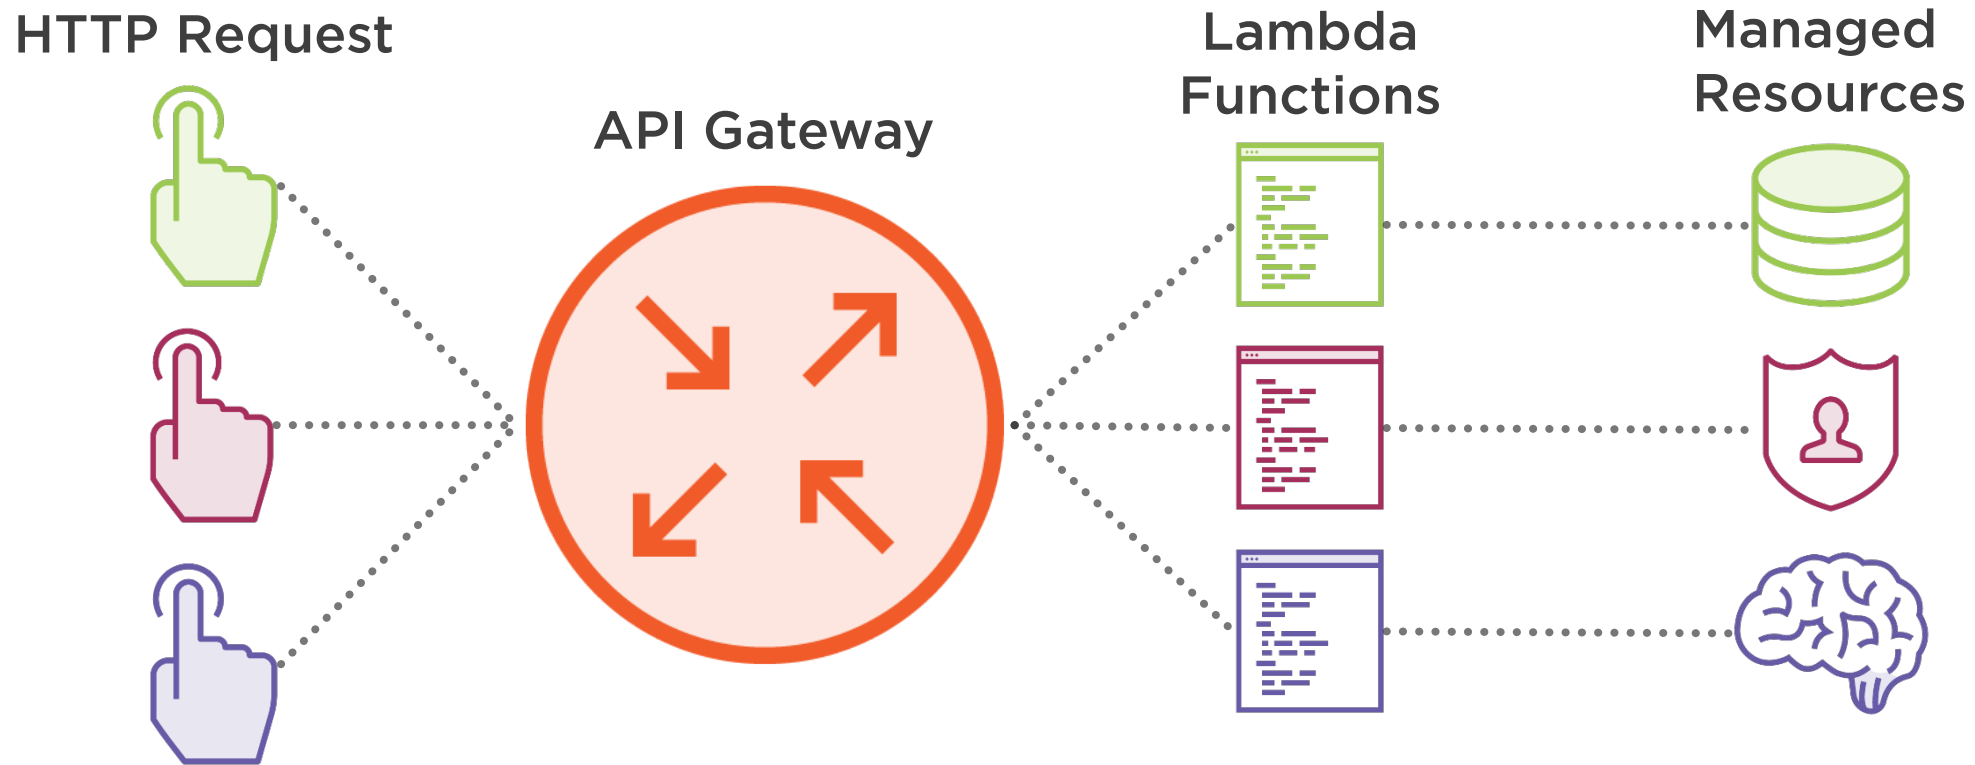 HTTP Request
API Gateway
Lambda
Functions
Managed
Resources